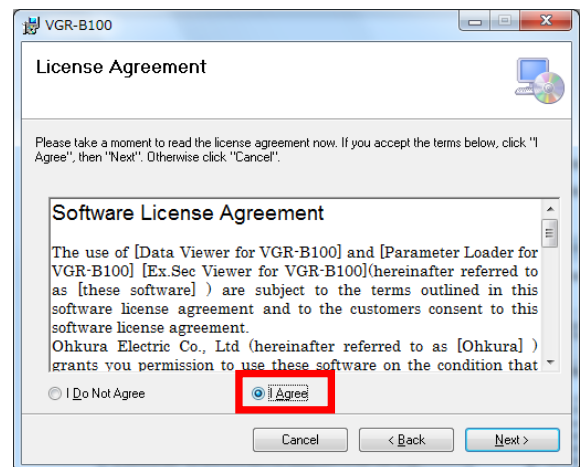 VGR-B100
License Agreement
Please take a moment to read the license agreement now. If you accept the terms below, click "I
Agree", then "Next". Otherwise click "Cancel".
Software License Agreement
The use of [Data Viewer for VGR-B100] and [Parameter Loader for
VGR-B100] [Ex.Sec Viewer for VGR-B100](hereinafter referred to
as [these software] ) are subject to the terms outlined in this
software license agreement and to the customers consent to this
software license agreement.
Ohkura Electric Co., Ltd (hereinafter referred to as [Ohkura] )
grants you permission to use these software on the condition that
I Do Not Agree
I Agree
Cancel
< Back
Next >